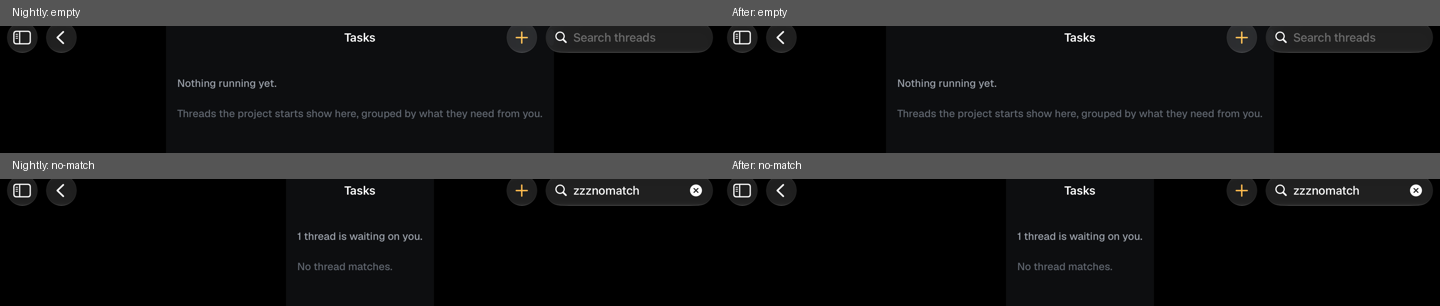 Nightly: empty
After: empty
Tasks
Search threads
Tasks
Search threads
Nothing running yet.
Nothing running yet.
Threads the project starts show here, grouped by what they need from you.
Threads the project starts show here, grouped by what they need from you.
Nightly: no-match
After: no-match
Tasks
zzznomatch
Tasks
zzznomatch
1 thread is waiting on you.
1 thread is waiting on you.
No thread matches.
No thread matches.